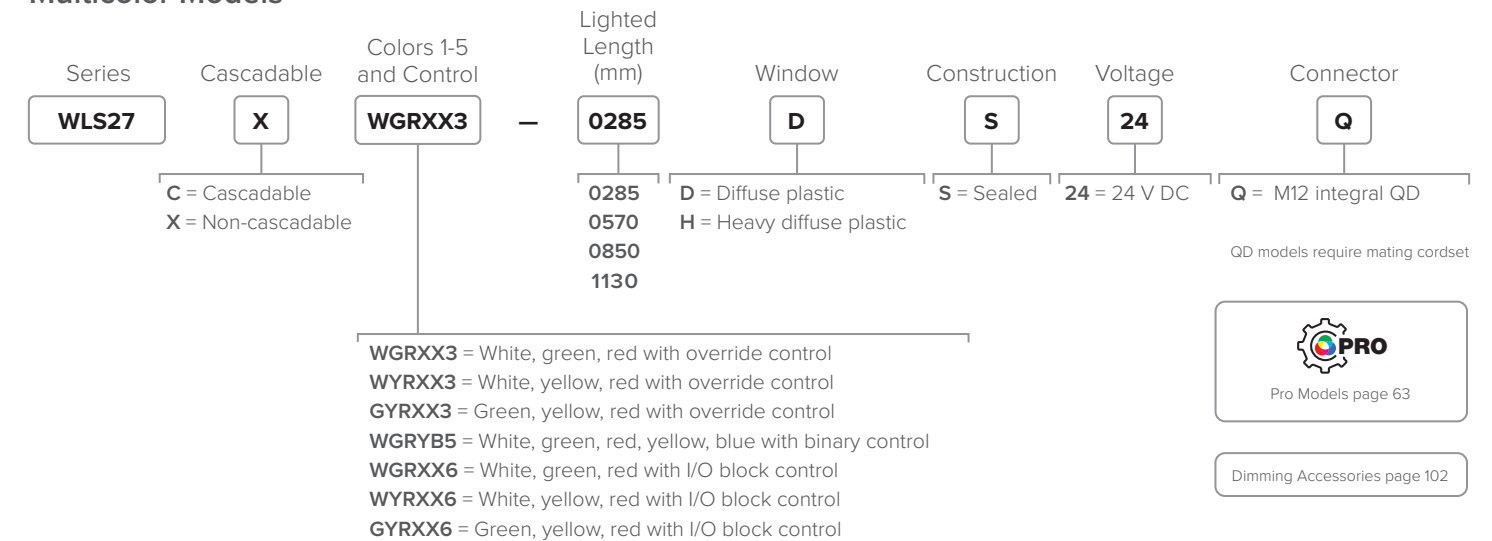 Multicolor Models
Series
Cascadable
Colors 1-5
and Control
Lighted
Length
(mm)
Window
Construction
Voltage
Connector
WLS27
X
WGRXX3
–
0285
D
S
24
Q
C = Cascadable
X = Non-cascadable
0285
0570
0850
1130
D = Diffuse plastic
H = Heavy diffuse plastic
S = Sealed
24 = 24 V DC
Q = M12 integral QD
QD models require mating cordset
WGRXX3 = White, green, red with override control
WYRXX3 = White, yellow, red with override control
GYRXX3 = Green, yellow, red with override control
WGRYB5 = White, green, red, yellow, blue with binary control
WGRXX6 = White, green, red with I/O block control
WYRXX6 = White, yellow, red with I/O block control
GYRXX6 = Green, yellow, red with I/O block control
PRO
Pro Models page 63
Dimming Accessories page 102